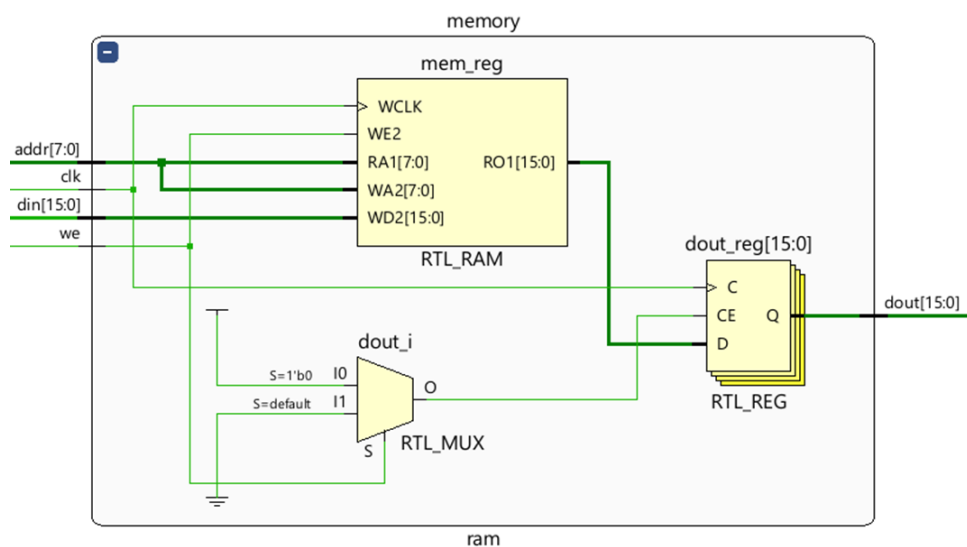 memory
mem_reg
WCLK
WE2
addr[7:0]
RA1[7:0]
RO1[15:0]
clk
WA2[7:0]
din[15:0]
WD2[15:0]
we
RTL_RAM
dout_reg[15:0]
C
CE
Q
dout[15:0]
D
dout_i
S=1'b0
I0
O
S=default
I1
RTL_REG
S
RTL_MUX
ram